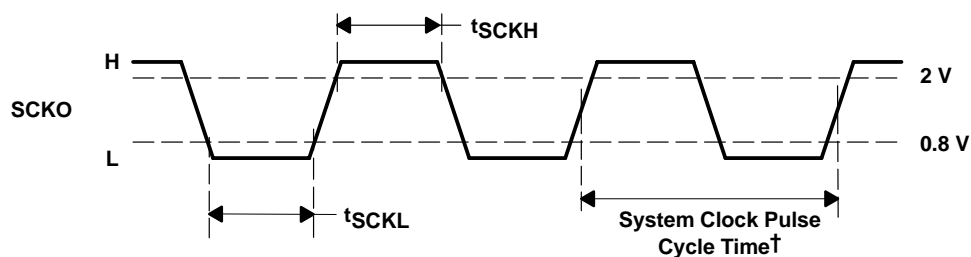 tSCKH
H
2 V
SCKO
0.8 V
L
tSCKL
System Clock Pulse
Cycle Time†